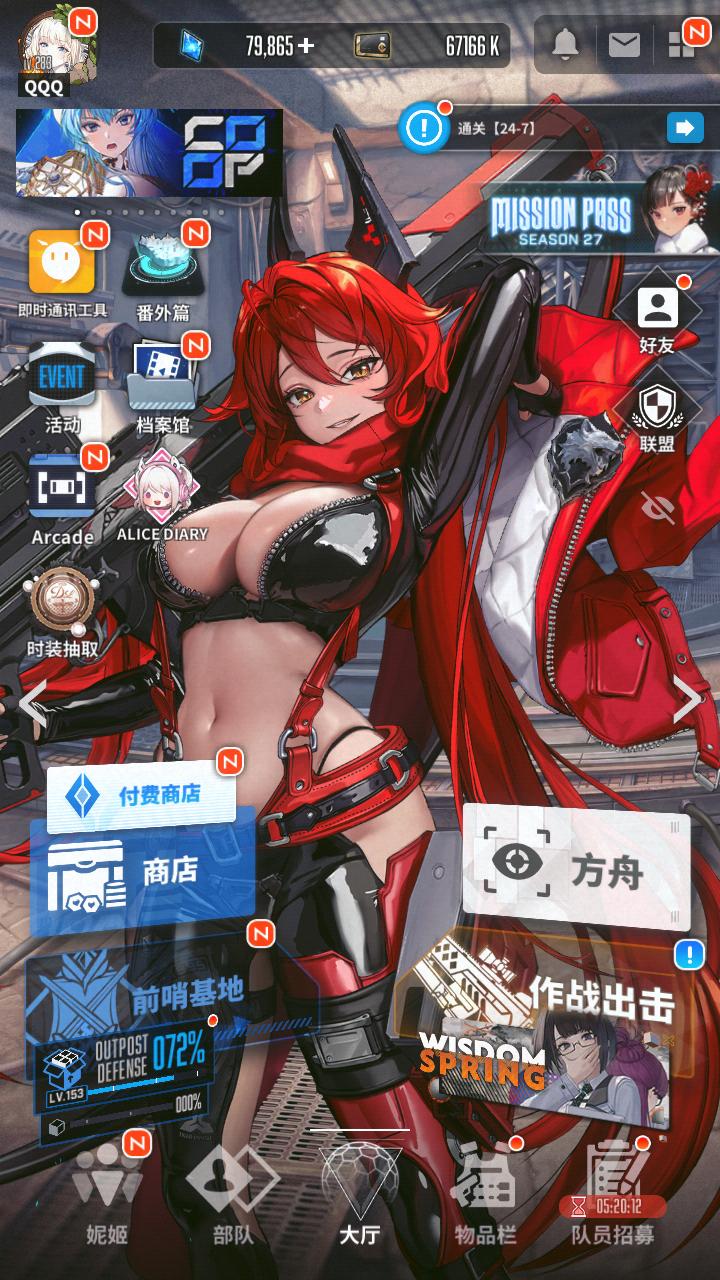 79,865+
67166 K
LV.283
QQQ
COOP
通关【24-7】
MISSION PASS
SEASON 27
即时通讯工具
番外篇
好友
EVENT
活动
档案馆
联盟
Arcade
ALICE DIARY
时装抽取
付费商店
商店
方舟
前哨基地
作战出击
OUTPOST
DEFENSE
072%
LV.153
000%
WISDOM
SPRING
妮姬
部队
大厅
物品栏
05:20:12
队员招募